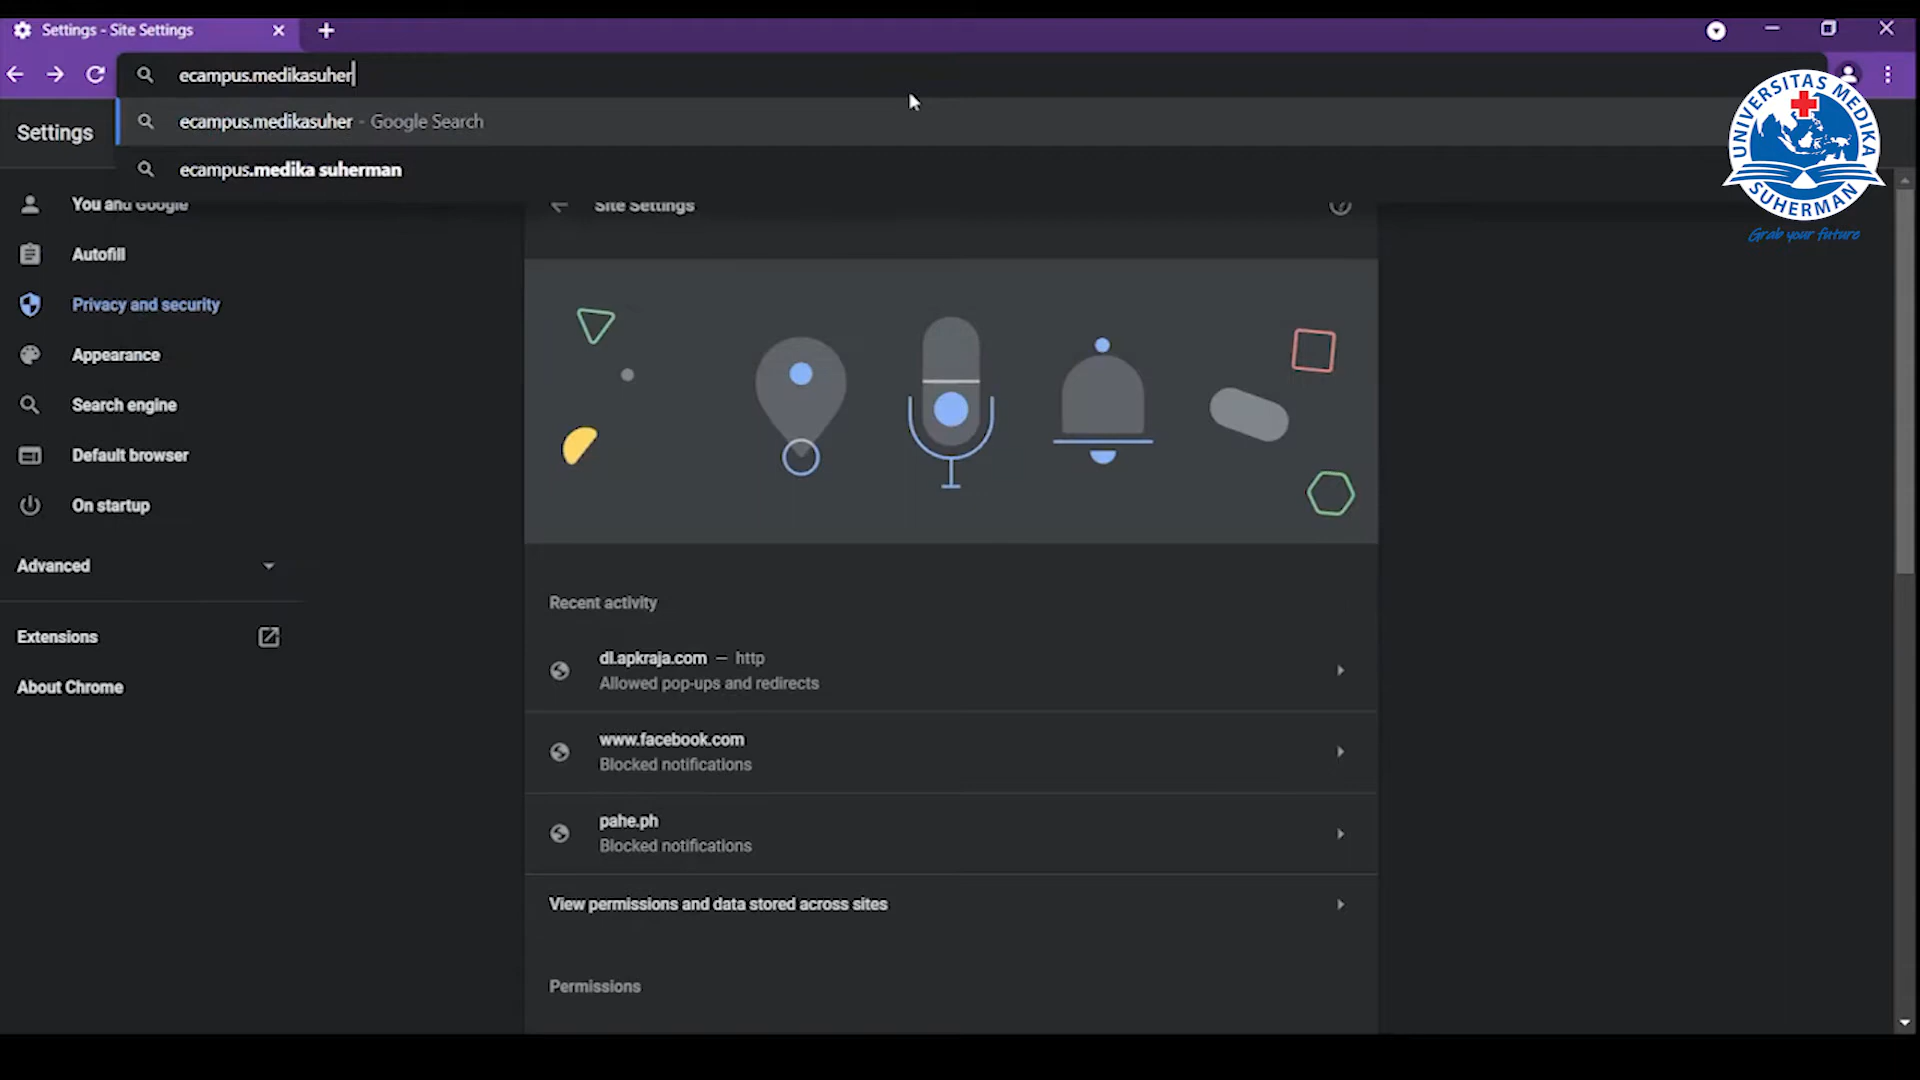 Settings - Site Settings
ecampus.medikasuher
ecampus.medikasuher - Google Search
ecampus.medika suherman
Settings
You and Google
Autofill
Privacy and security
Appearance
Search engine
Default browser
On startup
Advanced
Extensions
About Chrome
Site Settings
Recent activity
dl.apkraja.com — http
Allowed pop-ups and redirects
www.facebook.com
Blocked notifications
pahe.ph
Blocked notifications
View permissions and data stored across sites
Permissions
UNIVERSITAS MEDIKA
SUHERMAN
Grab your future